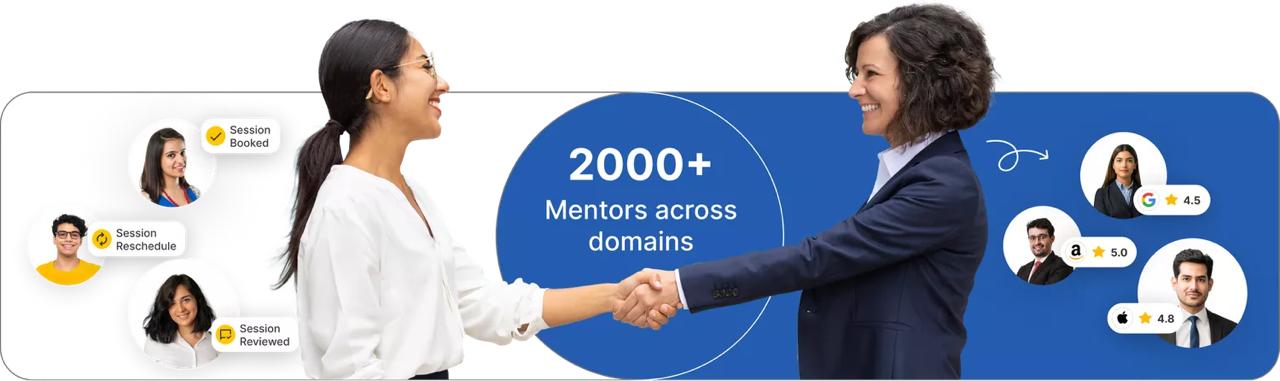 Session
Booked
Session
Reschedule
Session
Reviewed
2000+
Mentors across
domains
4.5
a
5.0
4.8